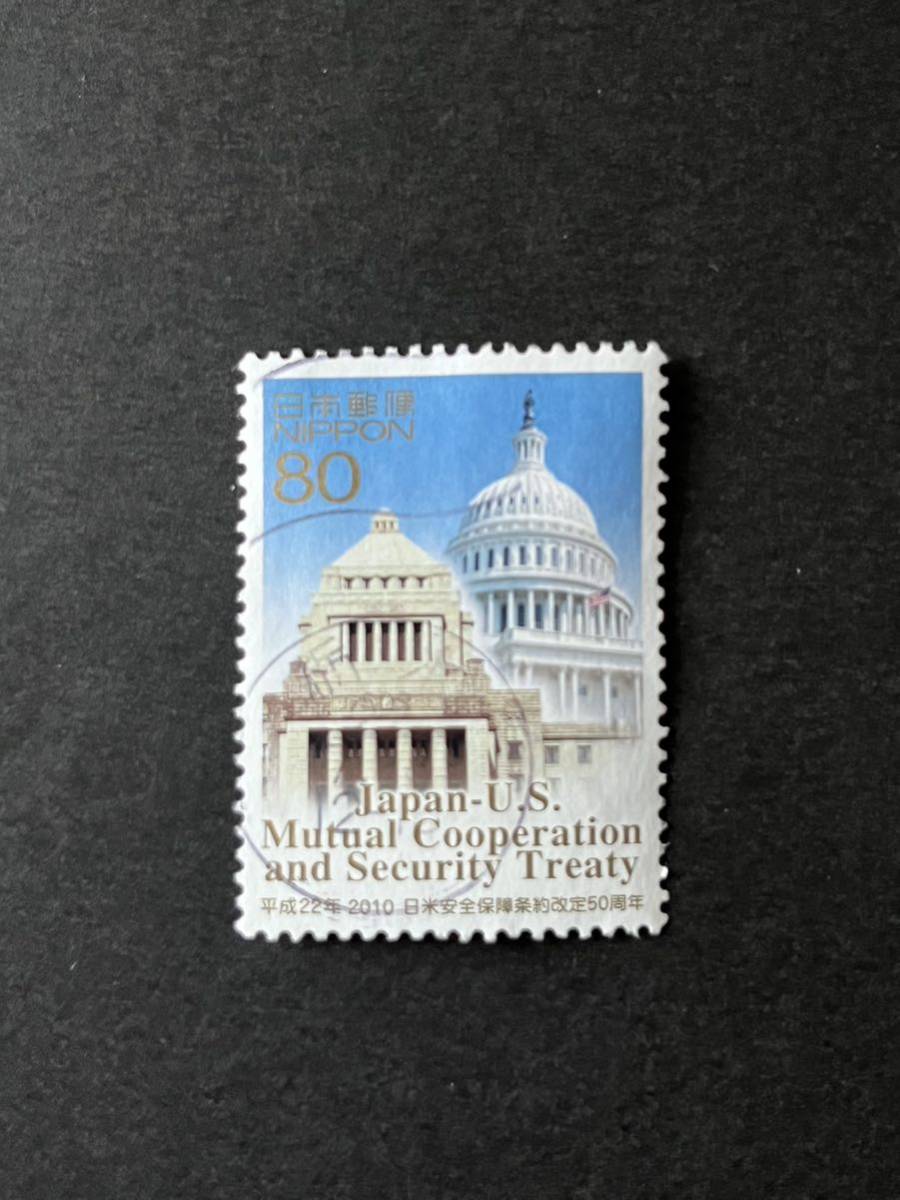 日本郵便
NIPPON
80
Japan-U.S.
Mutual Cooperation
and Security Treaty
平成22年 2010 日米安全保障条約改定50周年